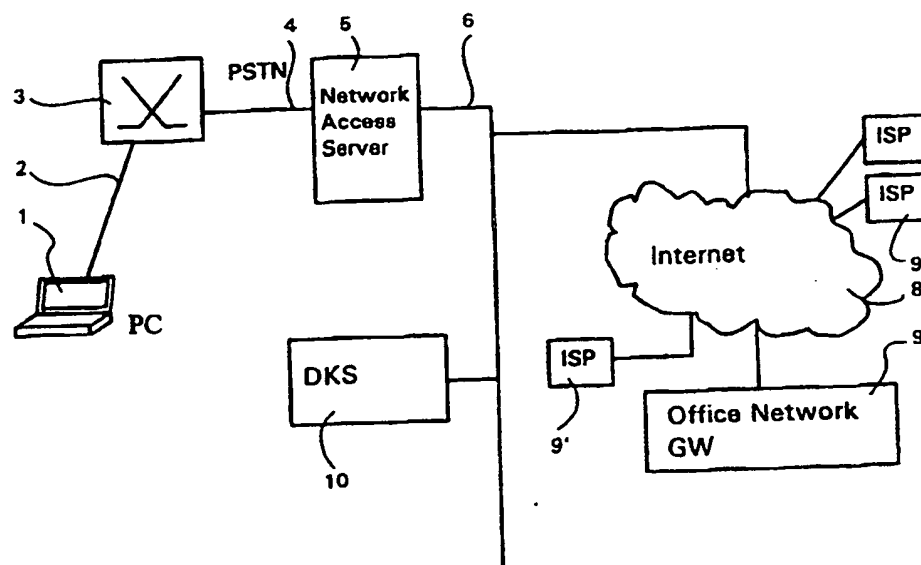 4
5
6
PSTN
3
Network
Access
Server
ISP
2
ISP
1
9
Internet
8
PC
ISP
9
DKS
Office Network
GW
9'
10